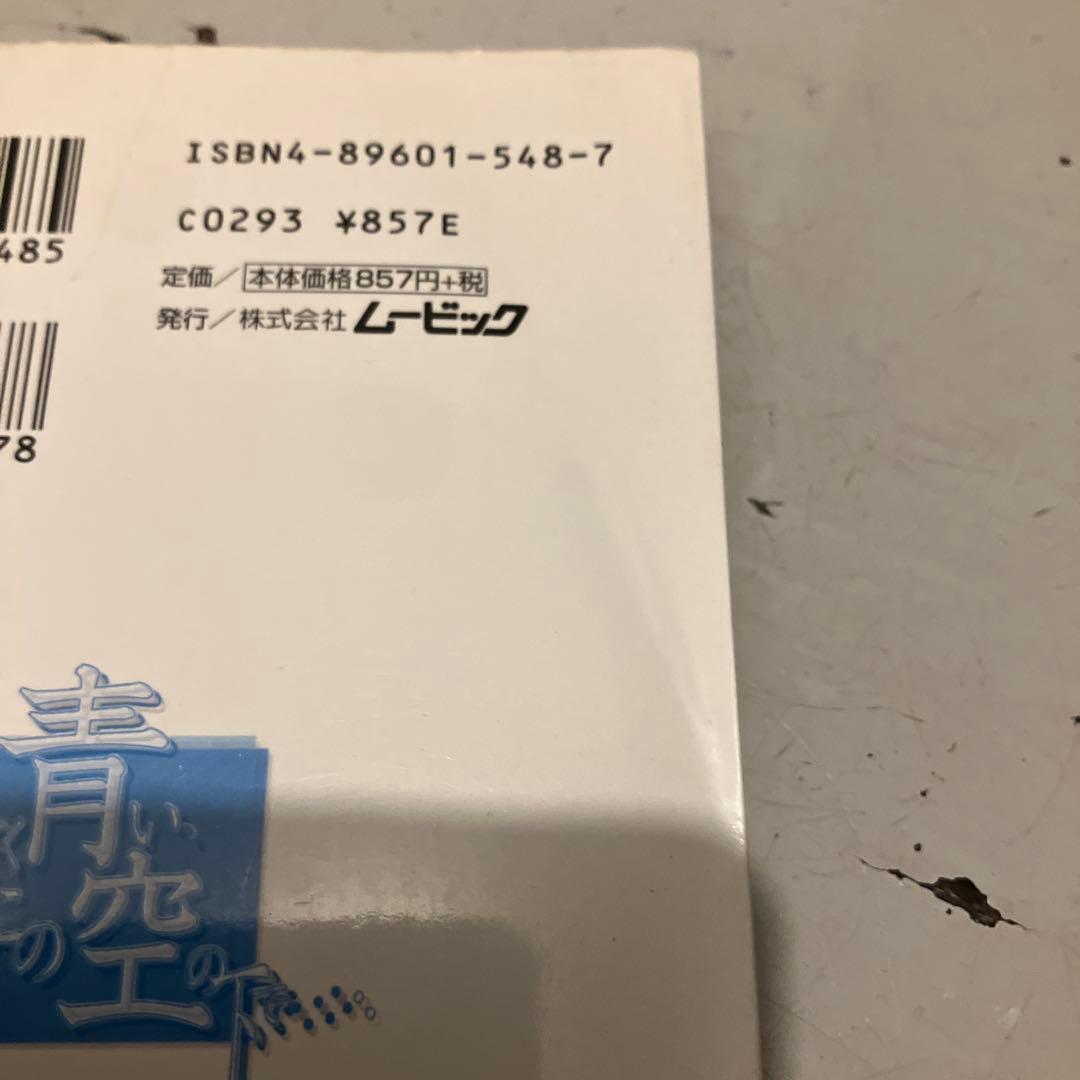 ISBN4-89601-548-7
C0293 ¥857E
485
定価／本体価格857円+税
発行／株式会社 ムービック
78
青い空の下で……
の